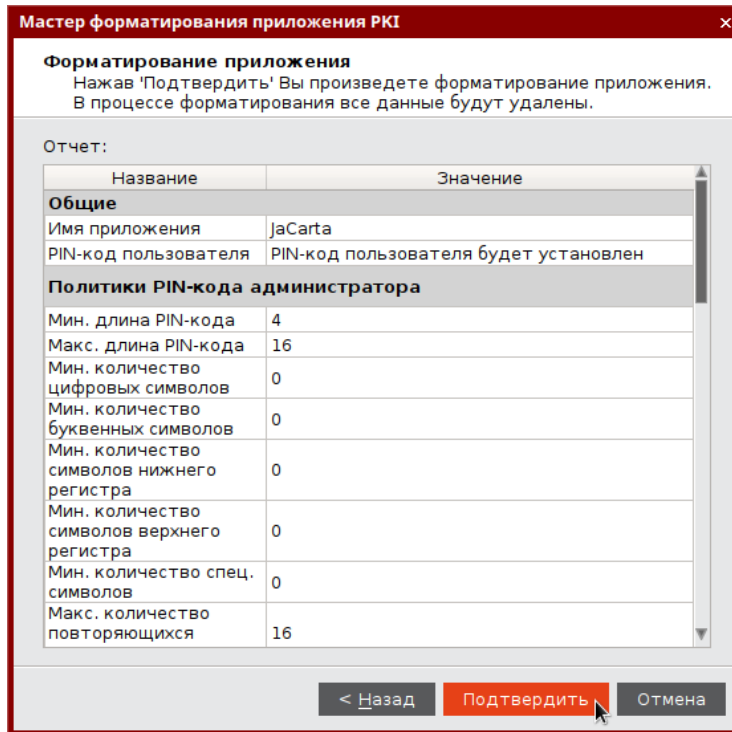 Мастер форматирования приложения PKI
Форматирование приложения
Нажав 'Подтвердить' Вы произведете форматирование приложения.
В процессе форматирования все данные будут удалены.
Отчет:
Название Значение
Общие
Имя приложения JaCarta
PIN-код пользователя PIN-код пользователя будет установлен
Политики PIN-кода администратора
Мин. длина PIN-кода 4
Макс. длина PIN-кода 16
Мин. количество
цифровых символов 0
Мин. количество
буквенных символов 0
Мин. количество
символов нижнего 0
регистра
Мин. количество
символов верхнего 0
регистра
Мин. количество спец.
символов 0
Макс. количество
повторяющихся 16
< Назад Подтвердить Отмена